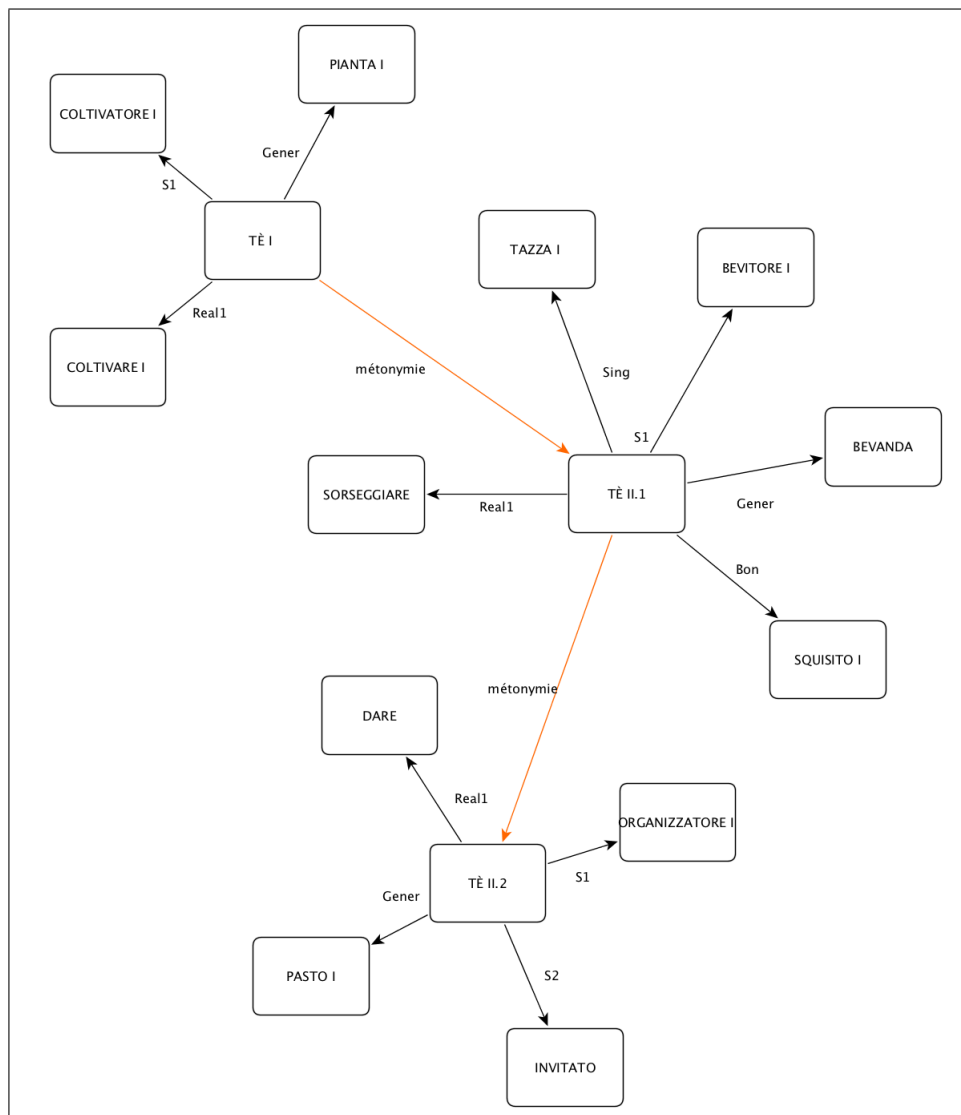 PIANTA I
COLTIVATORE I
Gener
S1
TÈ I
TAZZA I
BEVITORE I
Real1
COLTIVARE I
métonymie
Sing
S1
BEVANDA
SORSEGGIARE
Real1
TÈ II.1
Gener
Bon
SQUISITO I
métonymie
DARE
Real1
ORGANIZZATORE I
S1
TÈ II.2
Gener
PASTO I
S2
INVITATO